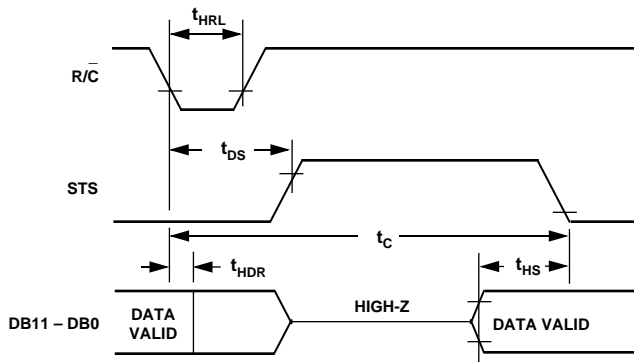 tHRL
R/C̅
tDS
STS
tC
tHDR
tHS
DB11 – DB0
DATA
VALID
HIGH-Z
DATA VALID